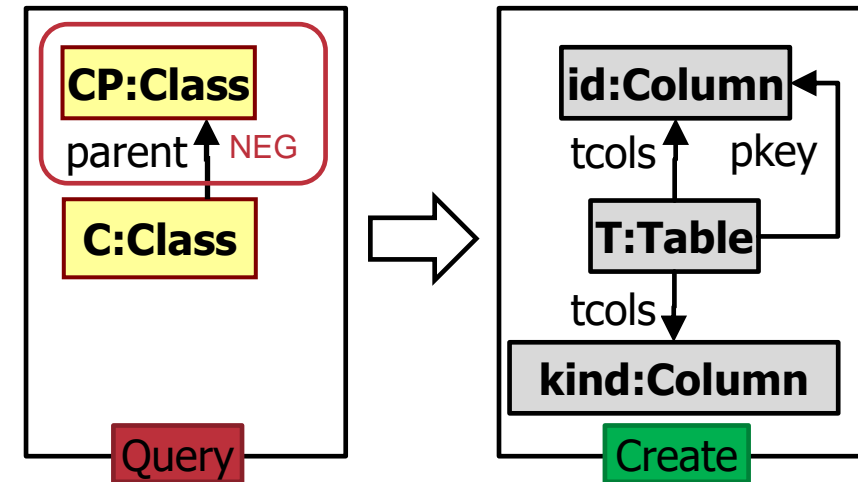 CP:Class
parent NEG
C:Class
Query
id:Column
tcols pkey
T:Table
tcols
kind:Column
Create